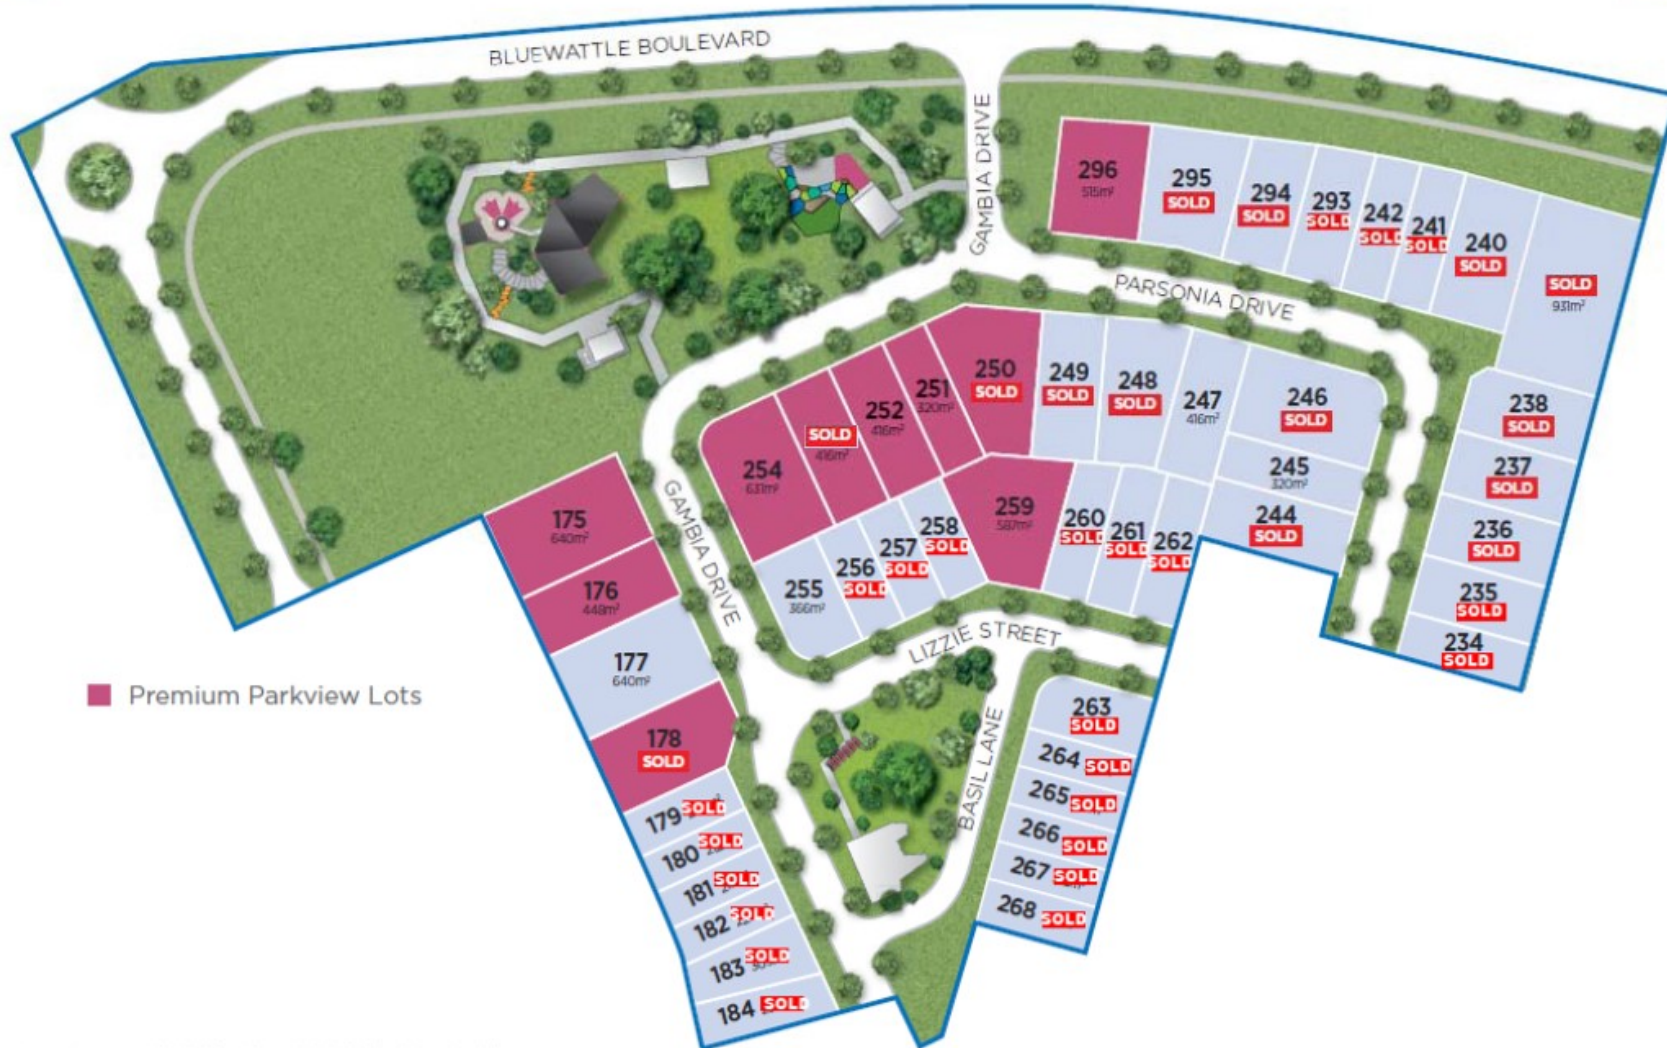 BLUEWATTLE BOULEVARD
GAMBIA DRIVE
296
515m²
295
SOLD
294
SOLD
293
SOLD
242
SOLD
241
SOLD
240
SOLD
SOLD
931m²
PARSONIA DRIVE
254
631m²
SOLD
416m²
252
416m²
251
320m²
250
SOLD
249
SOLD
248
SOLD
247
416m²
246
SOLD
245
320m²
244
SOLD
238
SOLD
237
SOLD
236
SOLD
235
SOLD
234
SOLD
255
366m²
256
SOLD
257
SOLD
258
SOLD
259
587m²
260
SOLD
261
SOLD
262
SOLD
GAMBIA DRIVE
LIZZIE STREET
BASIL LANE
175
640m²
176
448m²
177
640m²
178
SOLD
179 SOLD
180 SOLD
181 SOLD
182 SOLD
183 SOLD
184 SOLD
263
SOLD
264 SOLD
265 SOLD
266 SOLD
267 SOLD
268 SOLD
Premium Parkview Lots